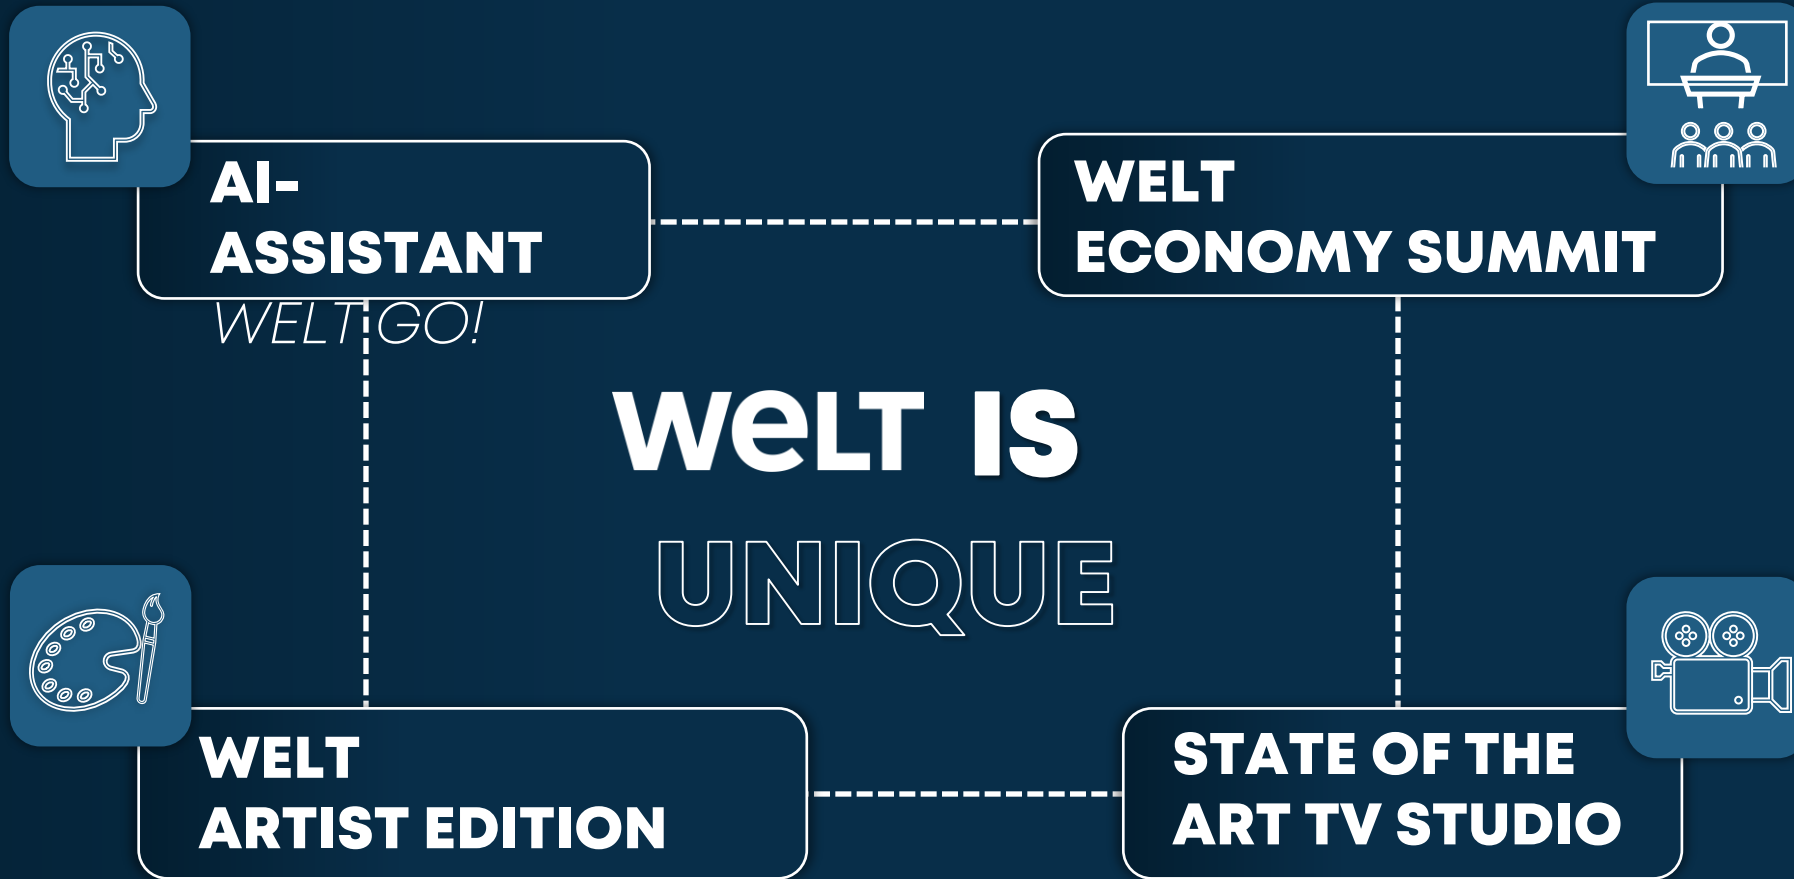 AI-
ASSISTANT
WELT GO!
WELT
ECONOMY SUMMIT
WELT IS
UNIQUE
WELT
ARTIST EDITION
STATE OF THE
ART TV STUDIO